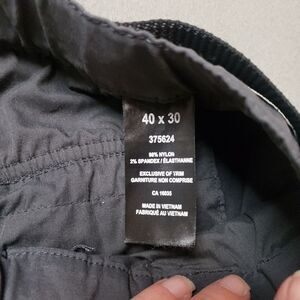 40 x 30
375624
98% NYLON
2% SPANDEX / ÉLASTHANNE
EXCLUSIVE OF TRIM
GARNITURE NON COMPRISE
CA 16035
MADE IN VIETNAM
FABRIQUÉ AU VIETNAM